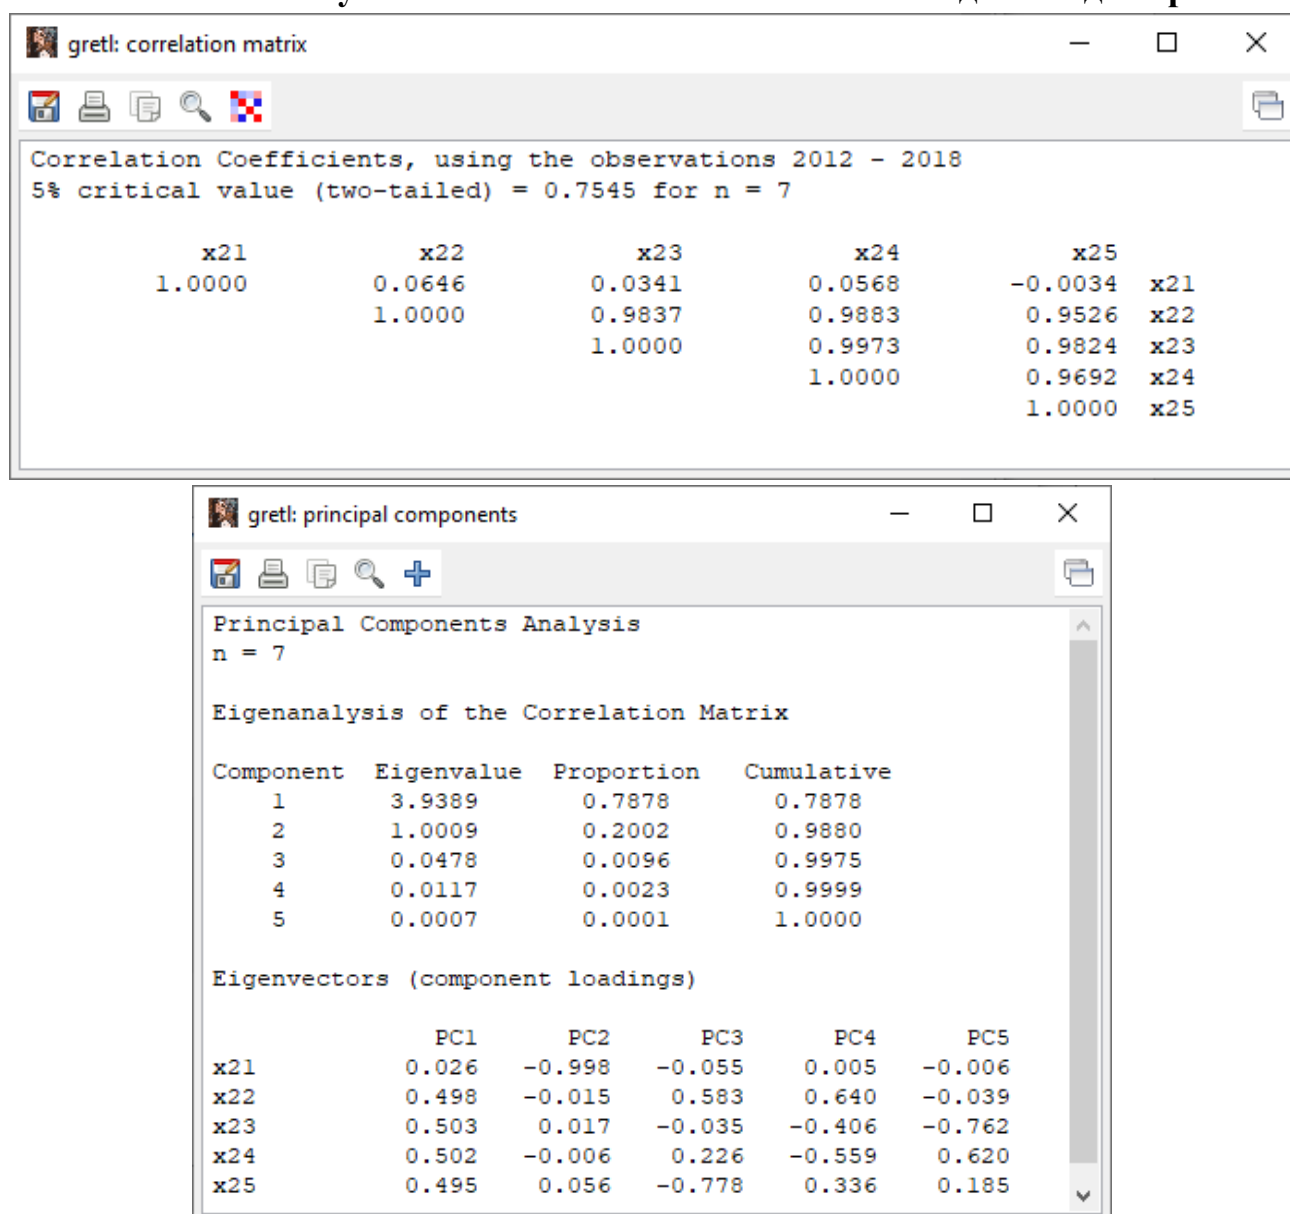 gretl: correlation matrix
Correlation Coefficients, using the observations 2012 - 2018
5% critical value (two-tailed) = 0.7545 for n = 7
x21 x22 x23 x24 x25
1.0000 0.0646 0.0341 0.0568 -0.0034 x21
1.0000 0.9837 0.9883 0.9526 x22
1.0000 0.9973 0.9824 x23
1.0000 0.9692 x24
1.0000 x25
gretl: principal components
Principal Components Analysis
n = 7
Eigenanalysis of the Correlation Matrix
Component Eigenvalue Proportion Cumulative
1 3.9389 0.7878 0.7878
2 1.0009 0.2002 0.9880
3 0.0478 0.0096 0.9975
4 0.0117 0.0023 0.9999
5 0.0007 0.0001 1.0000
Eigenvectors (component loadings)
PC1 PC2 PC3 PC4 PC5
x21 0.026 -0.998 -0.055 0.005 -0.006
x22 0.498 -0.015 0.583 0.640 -0.039
x23 0.503 0.017 -0.035 -0.406 -0.762
x24 0.502 -0.006 0.226 -0.559 0.620
x25 0.495 0.056 -0.778 0.336 0.185